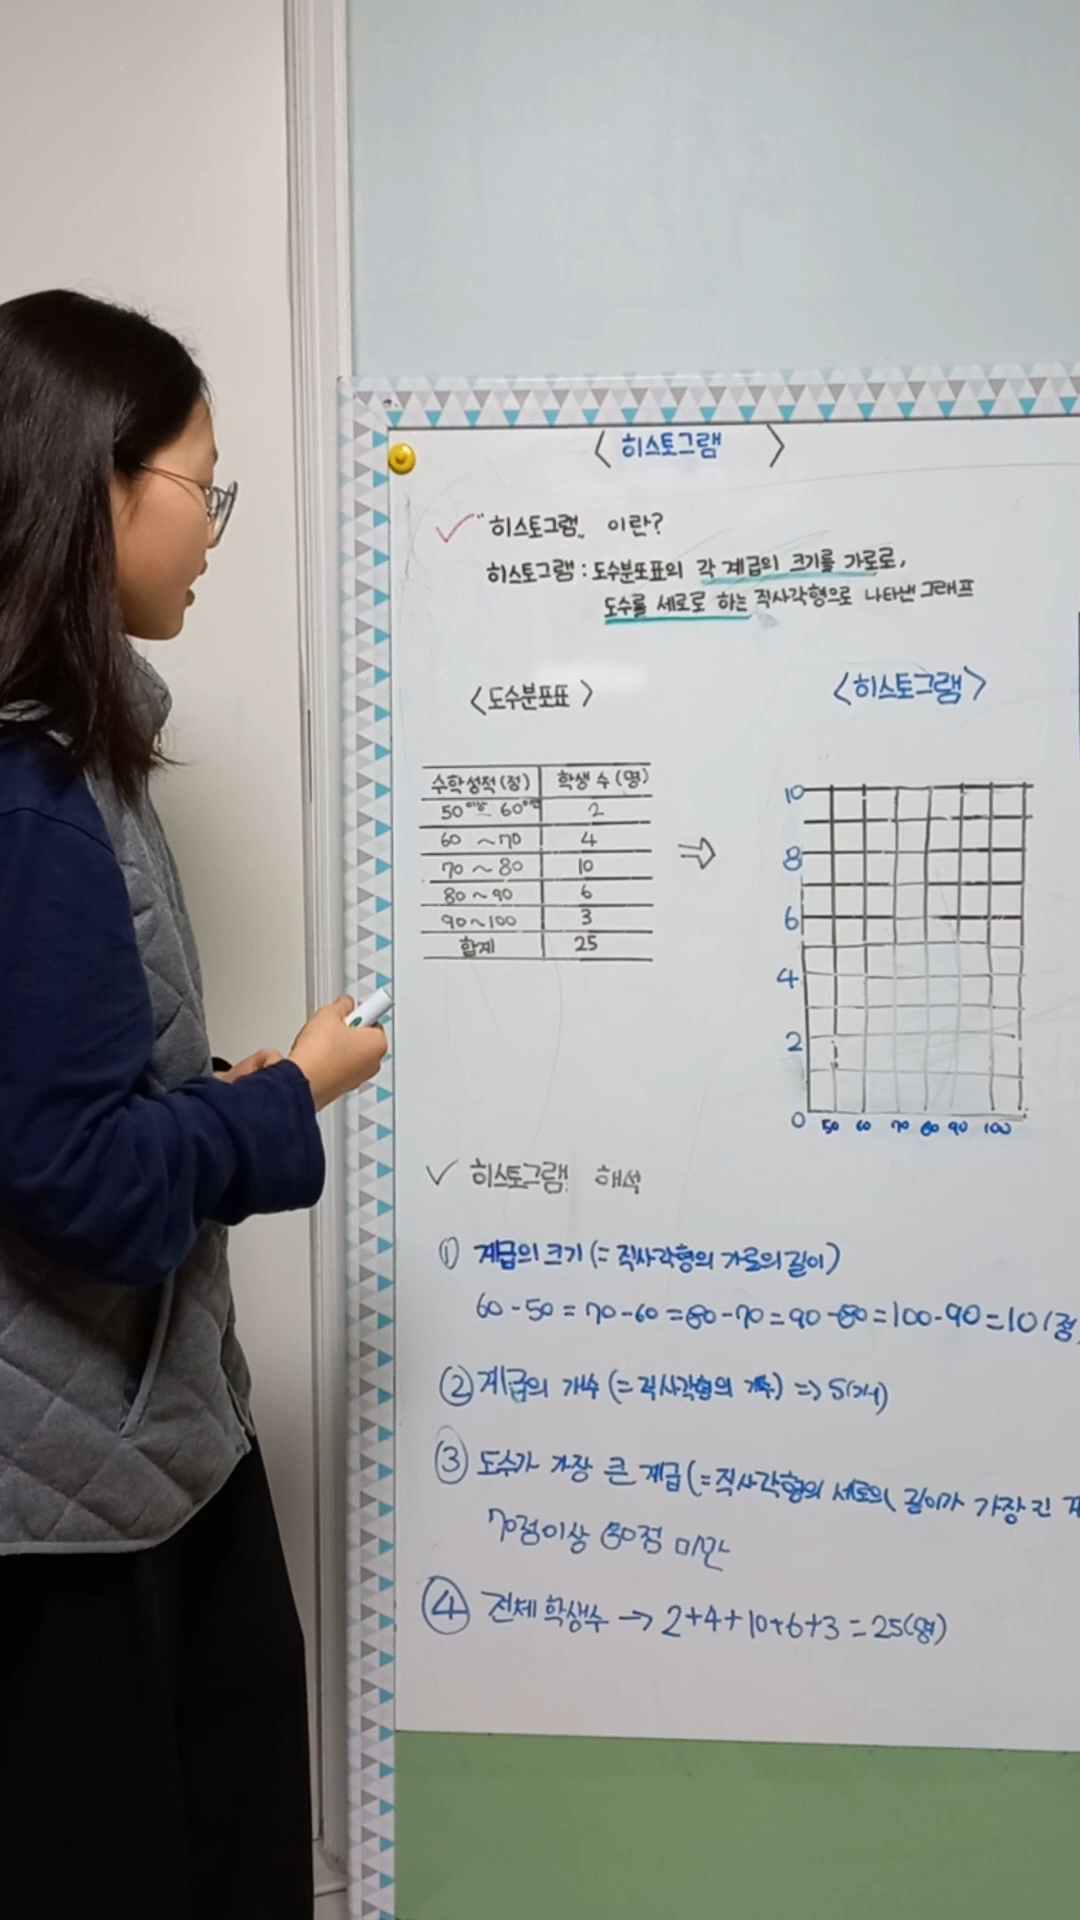 < 히스토그램 >
✓ "히스토그램" 이란?
히스토그램 : 도수분포표의 각 계급의 크기를 가로로,
도수를 세로로 하는 직사각형으로 나타낸 그래프
<도수분포표>
수학성적(점) 학생 수 (명)
50이상~ 60미만 2
60 ~70 4
70 ~ 80 10
80 ~ 90 6
90~100 3
합계 25
⇒
<히스토그램>
10
8
6
4
2
0 50 60 70 80 90 100
✓ 히스토그램 해석
① 계급의 크기 (= 직사각형의 가로의 길이)
60 - 50 = 70 - 60 = 80 - 70 = 90 - 80 = 100 - 90 = 10 (점
② 계급의 개수 (= 직사각형의 개수) => 5(개)
③ 도수가 가장 큰 계급 (= 직사각형의 세로의 길이가 가장 긴
70점이상 80점 미만
④ 전체 학생수 → 2+4+10+6+3 = 25(명)